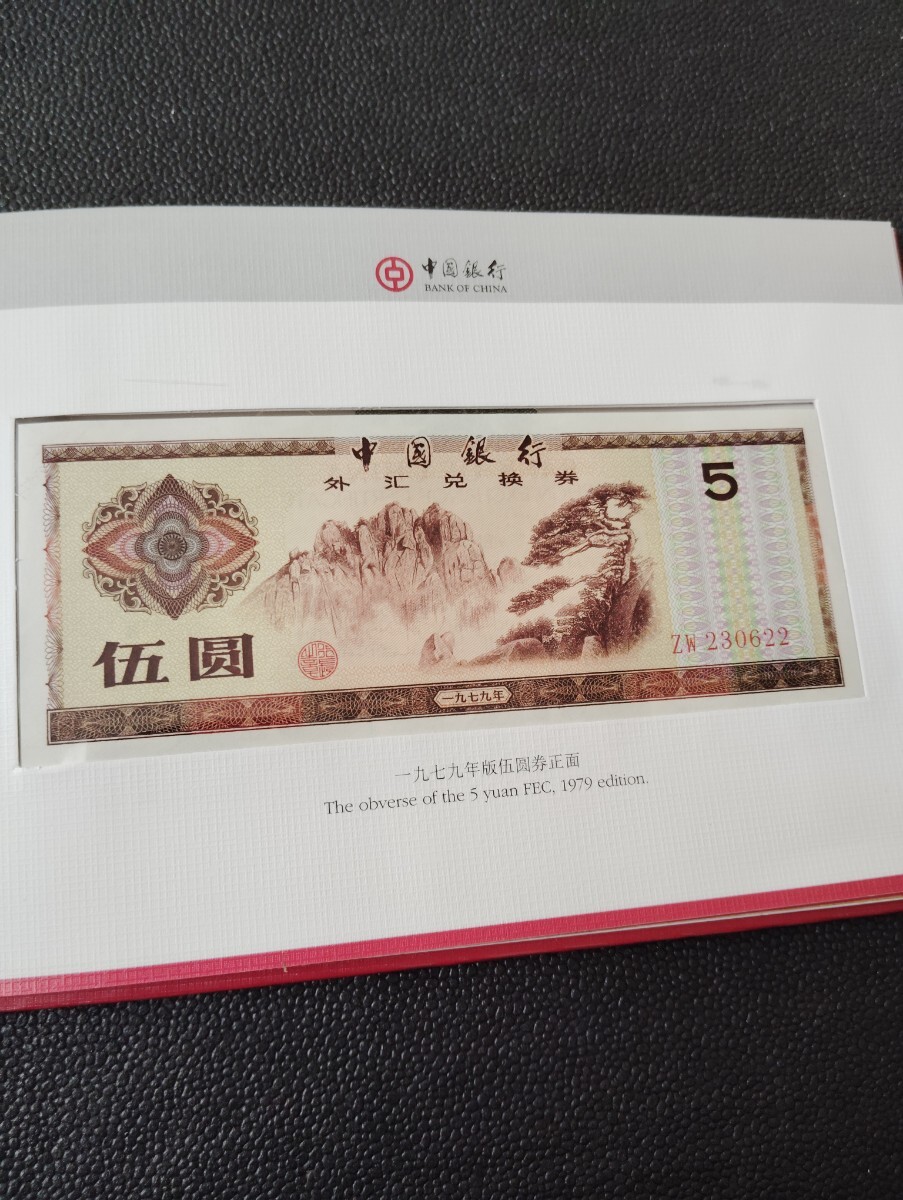 中国銀行
BANK OF CHINA
中国銀行
外汇兑换券
5
伍圆
ZW 230622
一九七九年
一九七九年版伍圆券正面
The obverse of the 5 yuan FEC, 1979 edition.